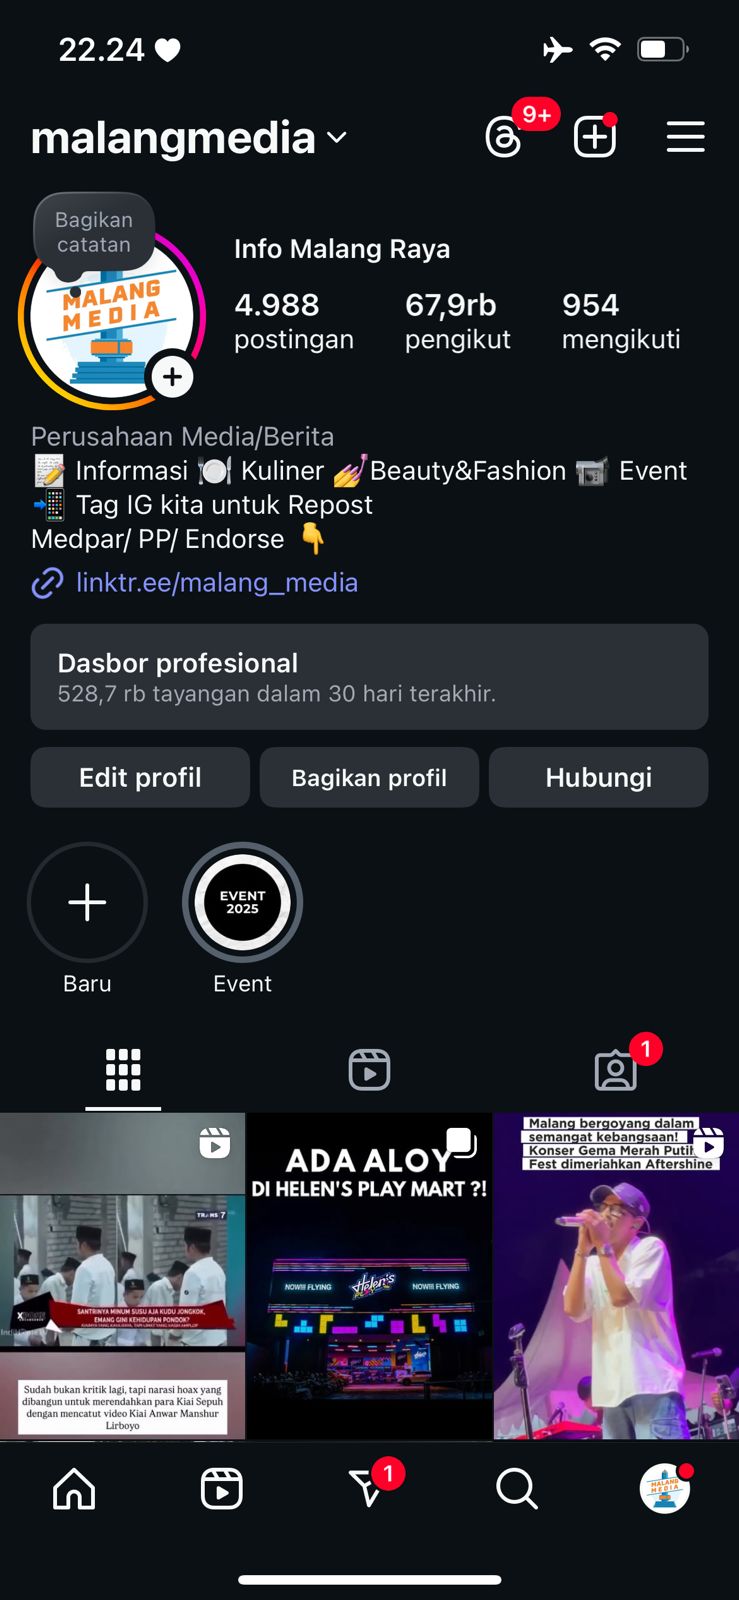 22.24
malangmedia
9+
Bagikan
catatan
MALANG
MEDIA
Info Malang Raya
4.988 67,9rb 954
postingan pengikut mengikuti
Perusahaan Media/Berita
📝 Informasi 🍽️ Kuliner 💅Beauty&Fashion 📹 Event
📲 Tag IG kita untuk Repost
Medpar/ PP/ Endorse 👇
linktr.ee/malang_media
Dasbor profesional
528,7 rb tayangan dalam 30 hari terakhir.
Edit profil Bagikan profil Hubungi
EVENT
2025
Baru Event
1
TRANS7
SANTRINYA MINUM SUSU AJA KUDU JONGKOK,
EMANG GINI KEHIDUPAN PONDOK?
Sudah bukan kritik lagi, tapi narasi hoax yang
dibangun untuk merendahkan para Kiai Sepuh
dengan mencatut video Kiai Anwar Manshur
Lirboyo
ADA ALOY
DI HELEN'S PLAY MART ?!
NOW!!! FLYING Helen's NOW!!! FLYING
Malang bergoyang dalam
semangat kebangsaan!
Konser Gema Merah Putih
Fest dimeriahkan Aftershine
1
MALANG
MEDIA